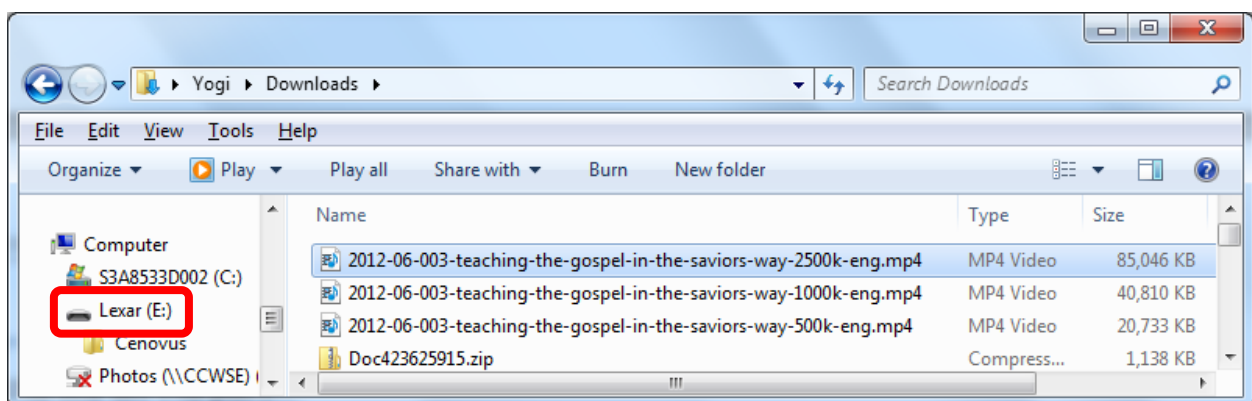 Yogi Downloads
Search Downloads
File Edit View Tools Help
Organize Play Play all Share with Burn New folder
Name Type Size
Computer
S3A8533D002 (C:)
Lexar (E:)
Cenovus
Photos (\\CCWSE) (
2012-06-003-teaching-the-gospel-in-the-saviors-way-2500k-eng.mp4 MP4 Video 85,046 KB
2012-06-003-teaching-the-gospel-in-the-saviors-way-1000k-eng.mp4 MP4 Video 40,810 KB
2012-06-003-teaching-the-gospel-in-the-saviors-way-500k-eng.mp4 MP4 Video 20,733 KB
Doc423625915.zip Compress... 1,138 KB